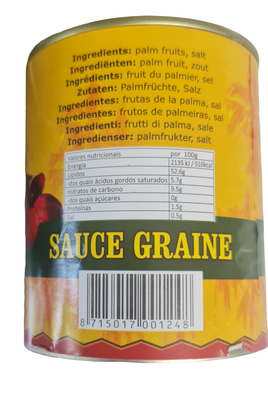 Ingredients: palm fruits, salt
Ingrediënten: palm fruit, zout
Ingrédients: fruit du palmier, sel
Zutaten: Palmfrüchte, Salz
Ingredientes: frutas de la palma, sal
Ingredientes: frutos de palmeiras, sal
Ingredienti: frutti di palma, sale
Ingredienser: palmfrukter, salt
Valores nutricionais por 100g
Energia 2135 kJ / 510kcal
Lípidos 52.6g
dos quais ácidos gordos saturados 5.7g
Hidratos de carbono 9.5g
dos quais açúcares 0g
Proteínas 1.5g
Sal 0.5g
SAUCE GRAINE
8 715017 001248